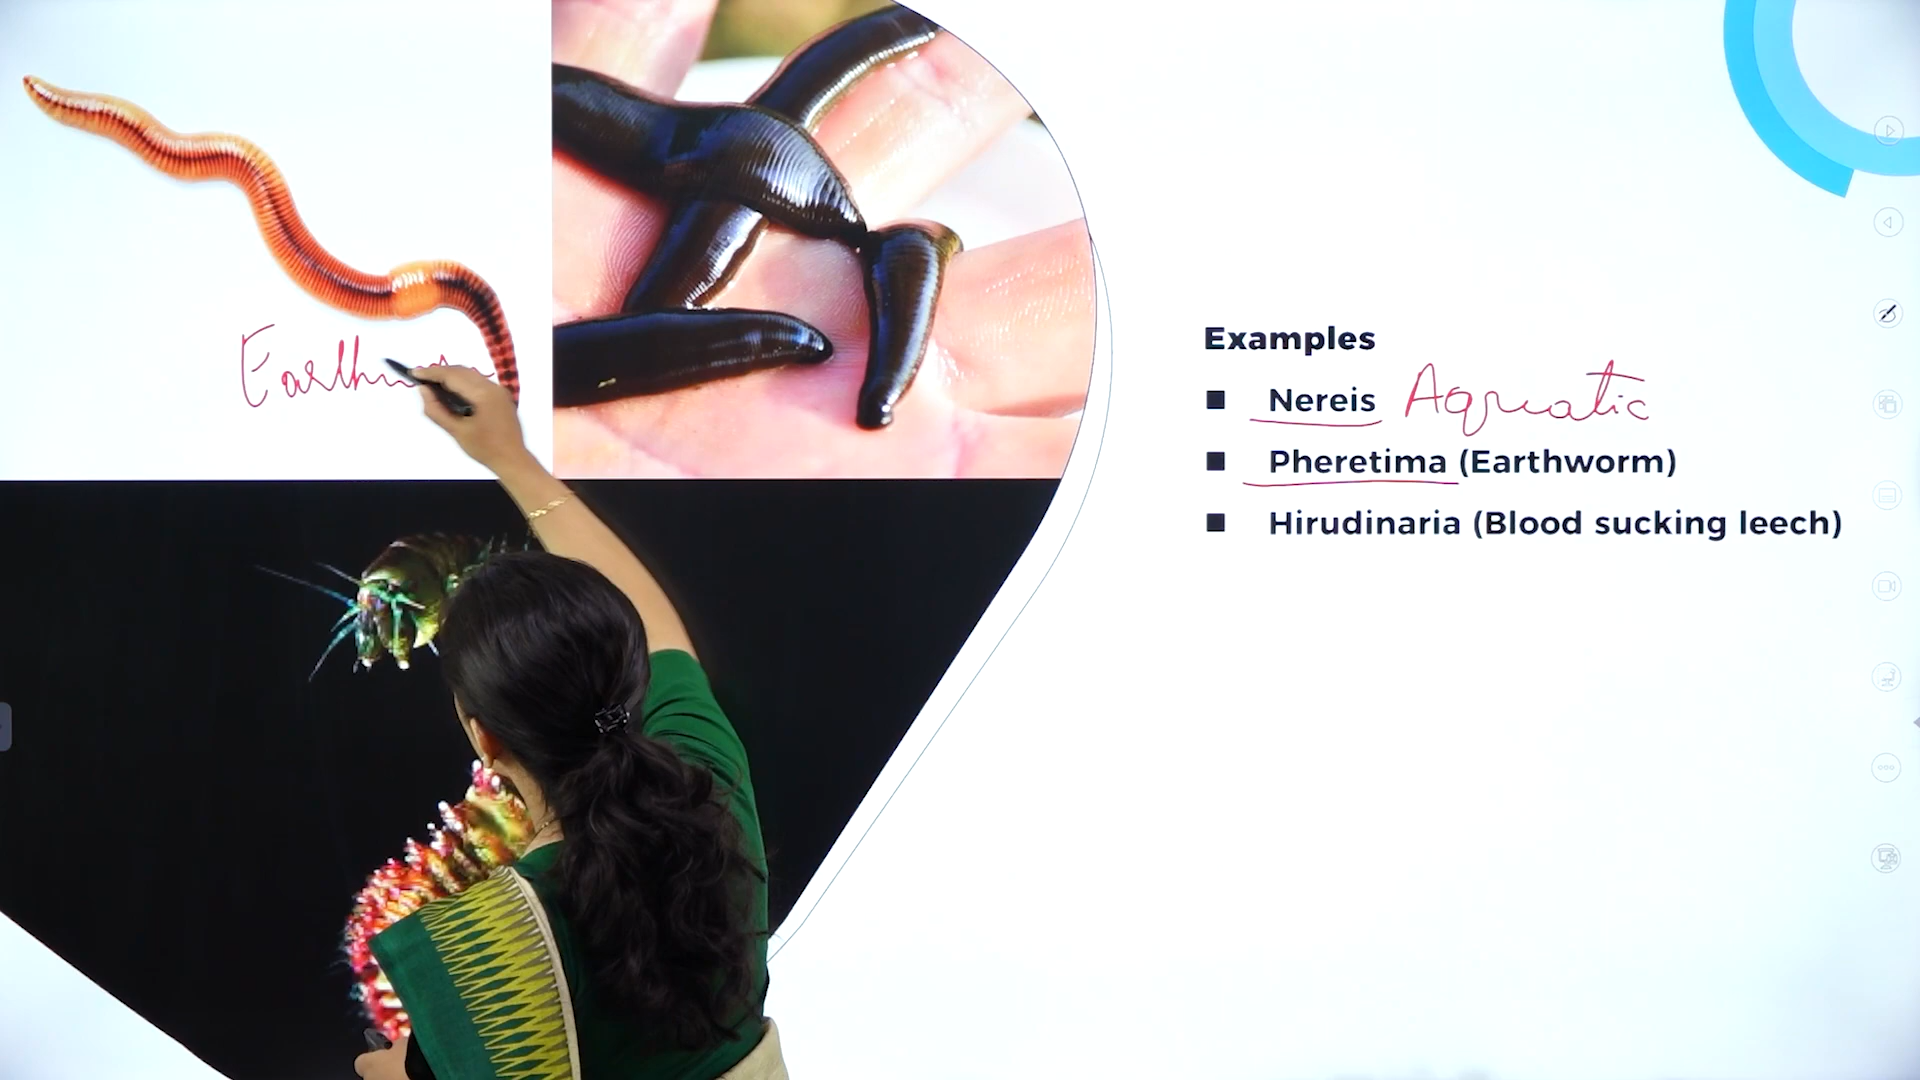 Examples
■ Nereis Aquatic
■ Pheretima (Earthworm)
■ Hirudinaria (Blood sucking leech)